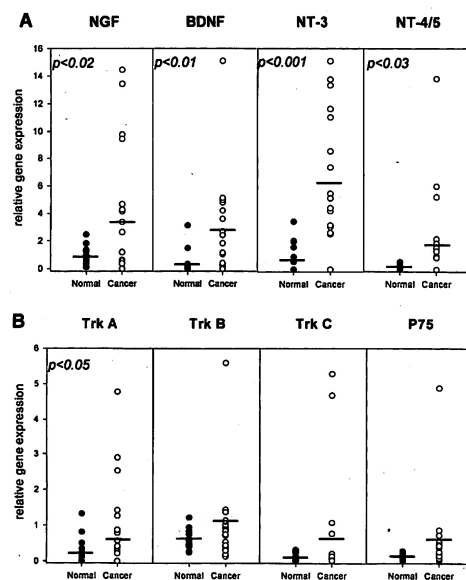 A NGF BDNF NT-3 NT-4/5
relative gene expression
16
14
12
10
8
6
4
2
0
p<0.02 p<0.01 p<0.001 p<0.03
Normal Cancer Normal Cancer Normal Cancer Normal Cancer
B Trk A Trk B Trk C P75
relative gene expression
6
5
4
3
2
1
0
p<0.05
Normal Cancer Normal Cancer Normal Cancer Normal Cancer